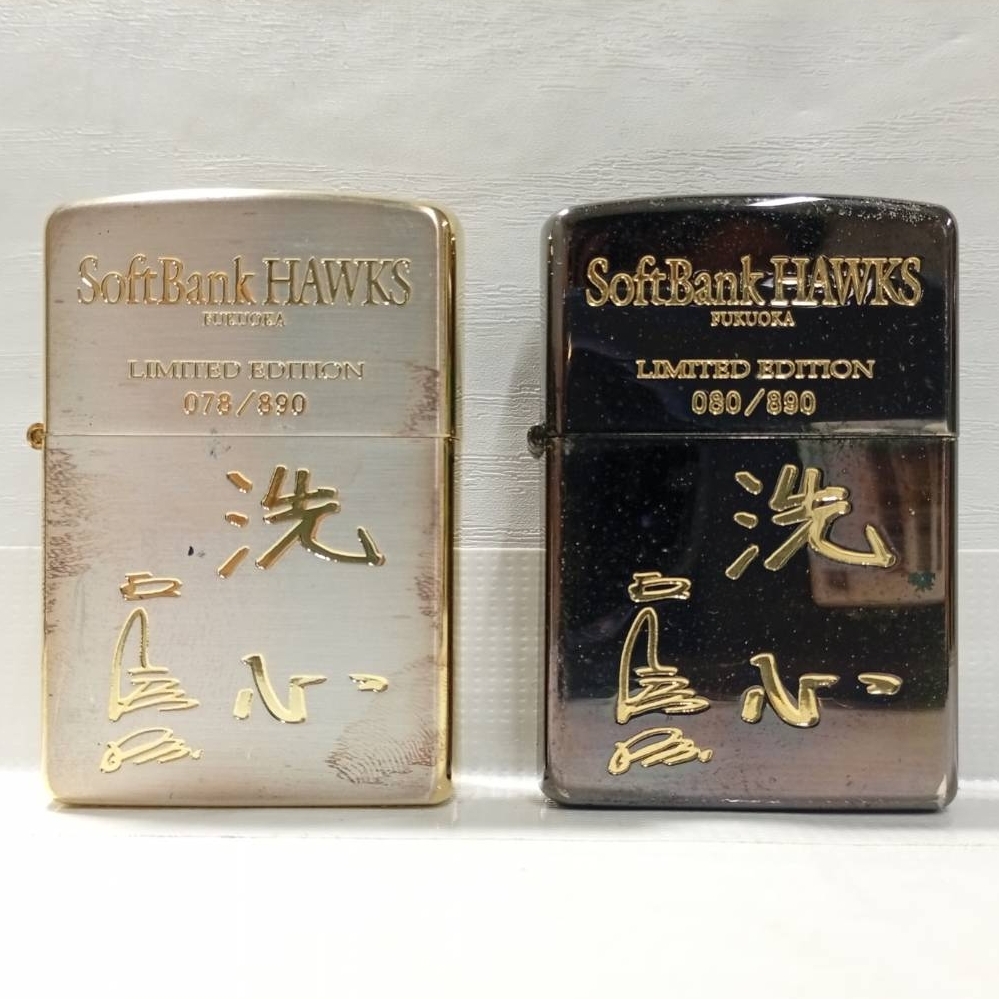 SoftBank HAWKS
FUKUOKA
LIMITED EDITION
078/890
洗
心
SoftBank HAWKS
FUKUOKA
LIMITED EDITION
080/890
洗
心